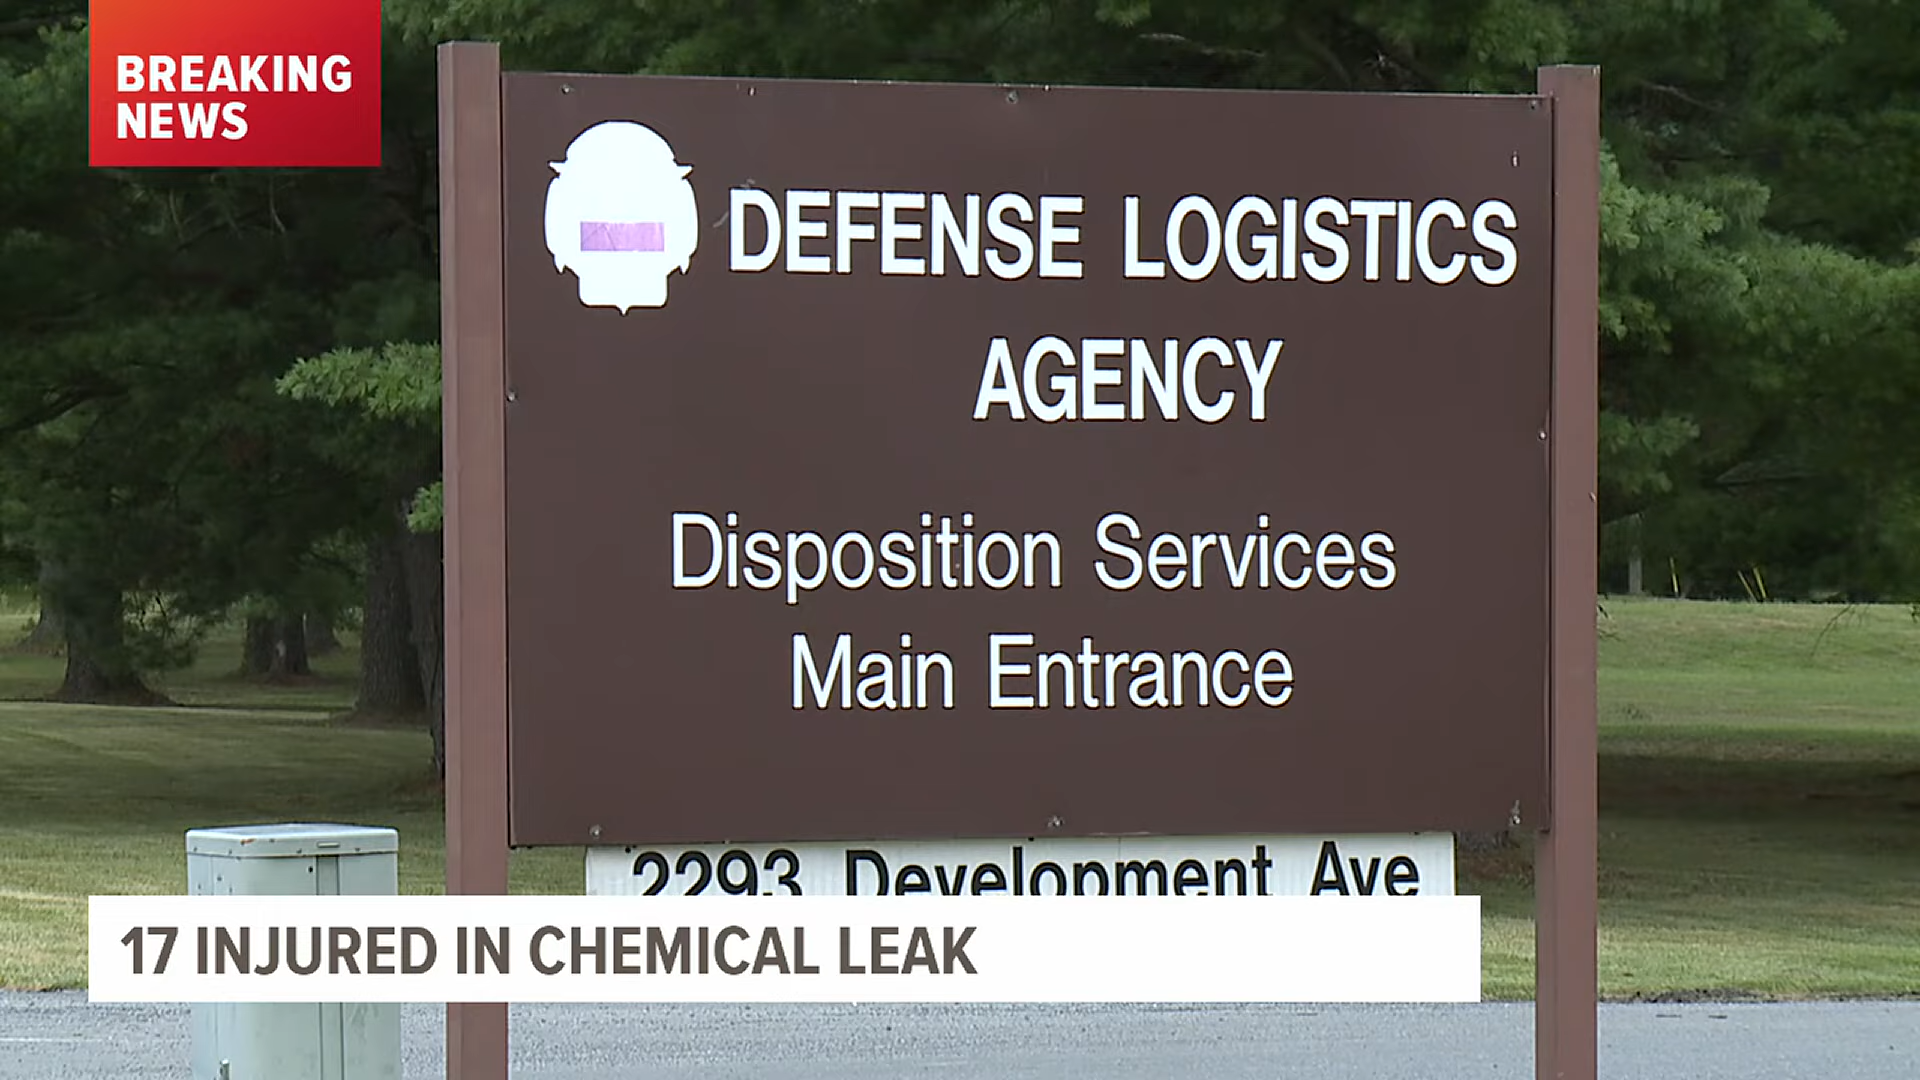 BREAKING
NEWS
DEFENSE LOGISTICS
AGENCY
Disposition Services
Main Entrance
2293 Development Ave
17 INJURED IN CHEMICAL LEAK